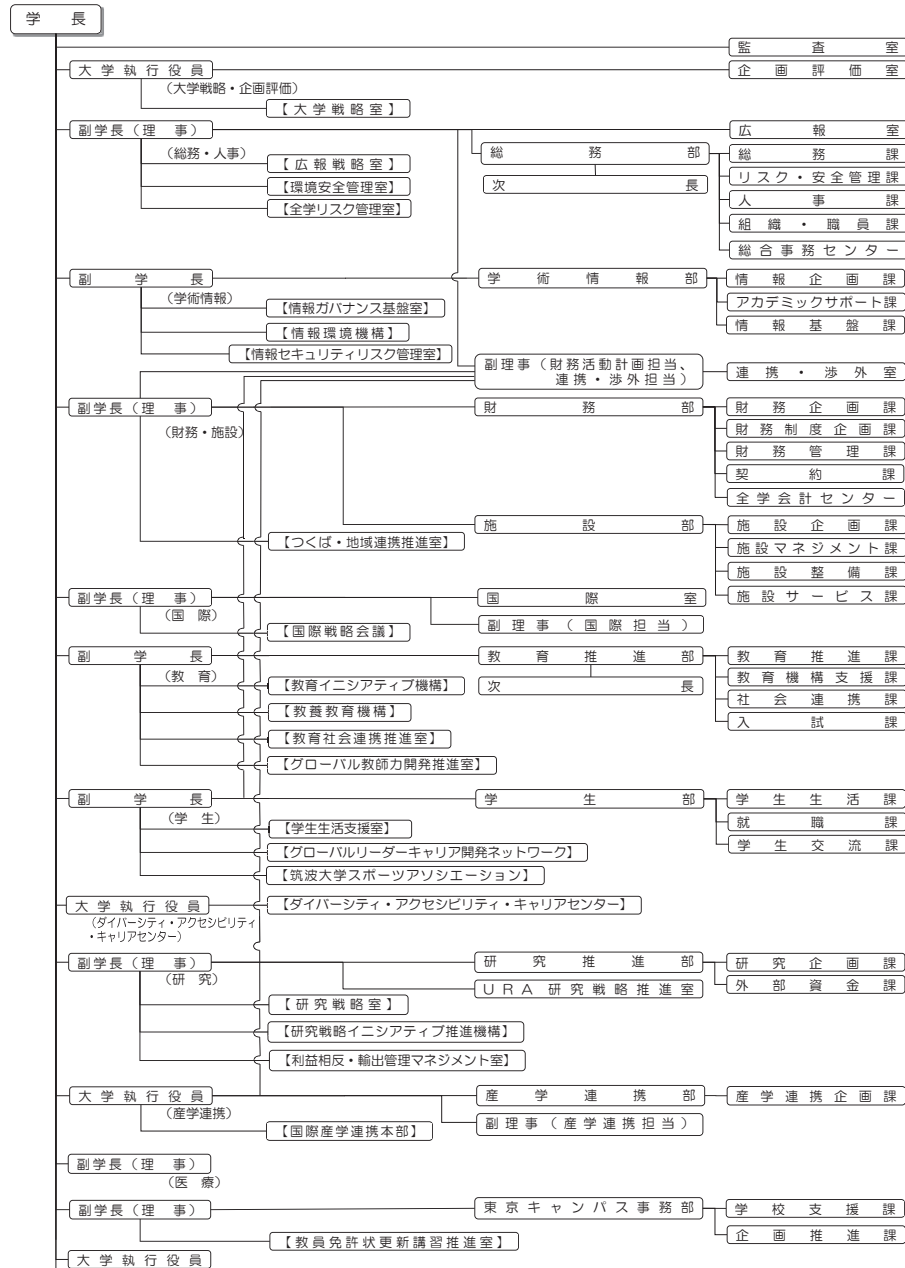 学長
監査室
大学執行役員
企画評価室
（大学戦略・企画評価）
【大学戦略室】
副学長（理事）
広報室
（総務・人事）
総務部
総務課
【広報戦略室】
リスク・安全管理課
次長
【環境安全管理室】
人事課
【全学リスク管理室】
組織・職員課
総合事務センター
副学長
学術情報部
情報企画課
（学術情報）
【情報ガバナンス基盤室】
アカデミックサポート課
【情報環境機構】
情報基盤課
【情報セキュリティリスク管理室】
副理事（財務活動計画担当、
連携・渉外担当）
連携・渉外室
副学長（理事）
財務部
財務企画課
（財務・施設）
財務制度企画課
財務管理課
契約課
全学会計センター
施設部
施設企画課
【つくば・地域連携推進室】
施設マネジメント課
施設整備課
副学長（理事）
国際室
施設サービス課
（国際）
副理事（国際担当）
【国際戦略会議】
副学長
教育推進部
教育推進課
（教育）
教育機構支援課
【教育イニシアティブ機構】
次長
社会連携課
【教養教育機構】
入試課
【教育社会連携推進室】
【グローバル教師力開発推進室】
副学長
学生部
学生生活課
（学生）
就職課
【学生生活支援室】
学生交流課
【グローバルリーダーキャリア開発ネットワーク】
【筑波大学スポーツアソシエーション】
大学執行役員
【ダイバーシティ・アクセシビリティ・キャリアセンター】
（ダイバーシティ・アクセシビリティ
・キャリアセンター）
副学長（理事）
研究推進部
研究企画課
（研究）
URA研究戦略推進室
外部資金課
【研究戦略室】
【研究戦略イニシアティブ推進機構】
【利益相反・輸出管理マネジメント室】
大学執行役員
産学連携部
産学連携企画課
（産学連携）
副理事（産学連携担当）
【国際産学連携本部】
副学長（理事）
（医療）
副学長（理事）
東京キャンパス事務部
学校支援課
【教員免許状更新講習推進室】
企画推進課
大学執行役員